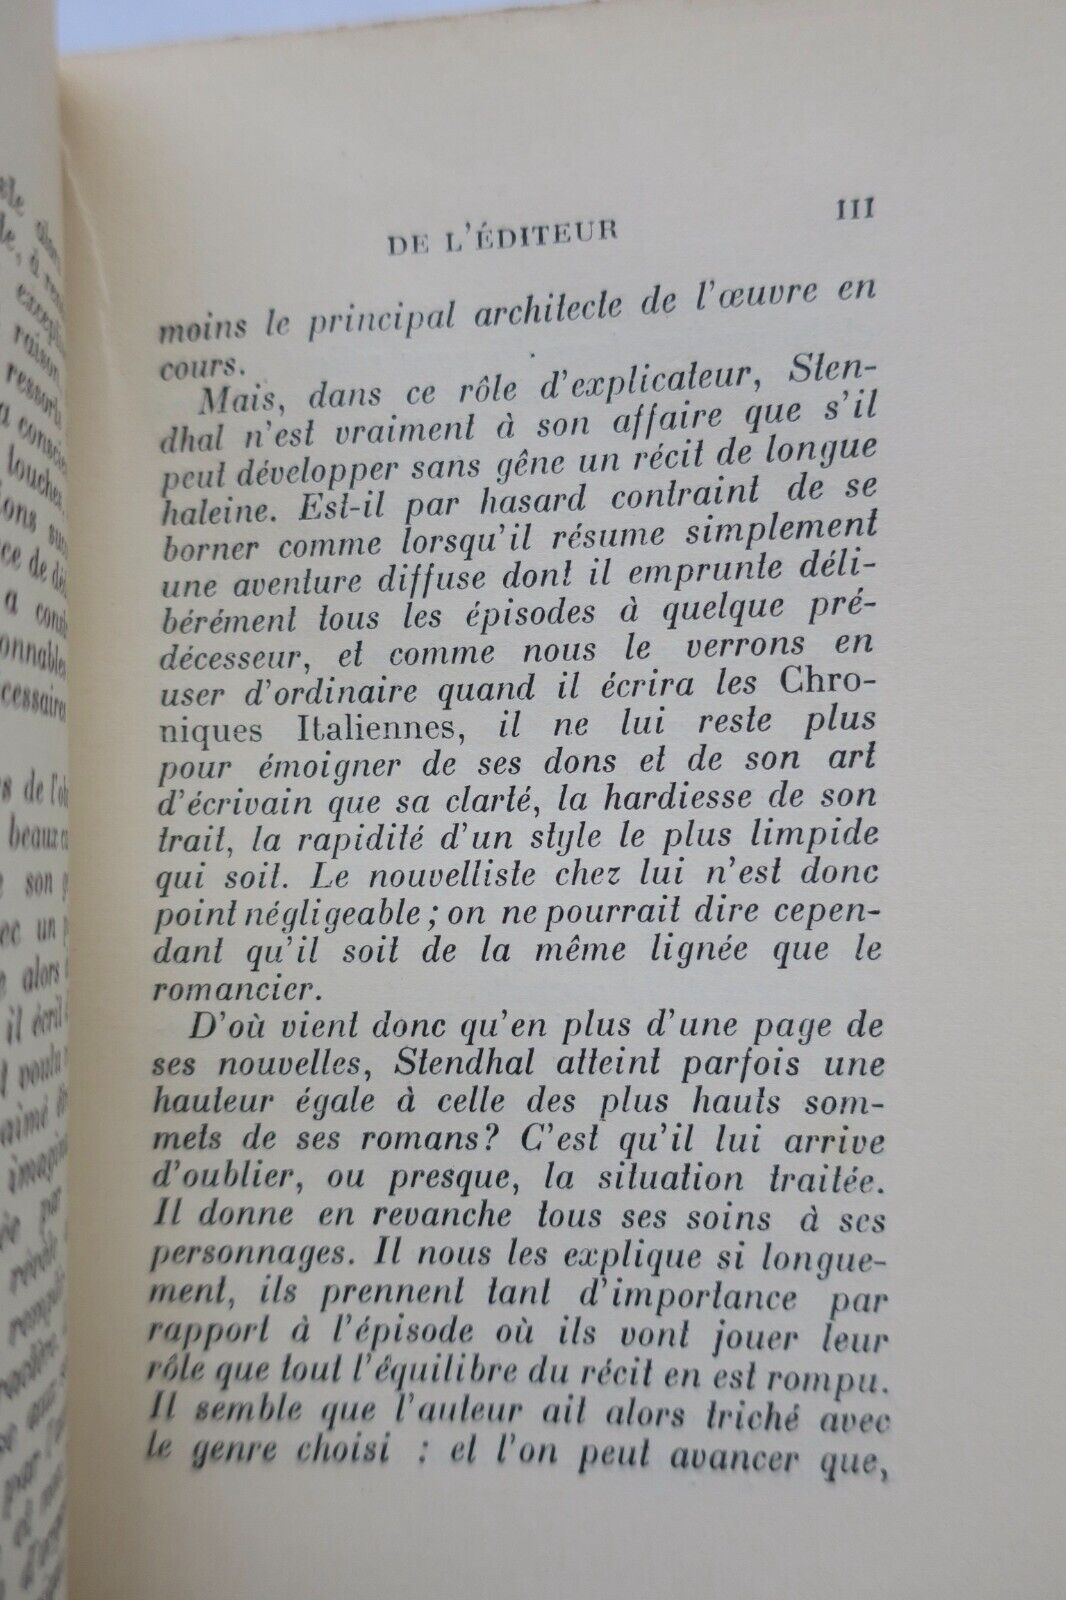 DE L'ÉDITEUR III
moins le principal architecte de l'œuvre en
cours.
Mais, dans ce rôle d'explicateur, Sten-
dhal n'est vraiment à son affaire que s'il
peut développer sans gêne un récit de longue
haleine. Est-il par hasard contraint de se
borner comme lorsqu'il résume simplement
une aventure diffuse dont il emprunte déli-
bérément tous les épisodes à quelque pré-
décesseur, et comme nous le verrons en
user d'ordinaire quand il écrira les Chro-
niques Italiennes, il ne lui reste plus
pour émoigner de ses dons et de son art
d'écrivain que sa clarté, la hardiesse de son
trait, la rapidité d'un style le plus limpide
qui soit. Le nouvelliste chez lui n'est donc
point négligeable ; on ne pourrait dire cepen-
dant qu'il soit de la même lignée que le
romancier.
D'où vient donc qu'en plus d'une page de
ses nouvelles, Stendhal atteint parfois une
hauteur égale à celle des plus hauts som-
mets de ses romans? C'est qu'il lui arrive
d'oublier, ou presque, la situation traitée.
Il donne en revanche tous ses soins à ses
personnages. Il nous les explique si longue-
ment, ils prennent tant d'importance par
rapport à l'épisode où ils vont jouer leur
rôle que tout l'équilibre du récit en est rompu.
Il semble que l'auteur ait alors triché avec
le genre choisi : et l'on peut avancer que,